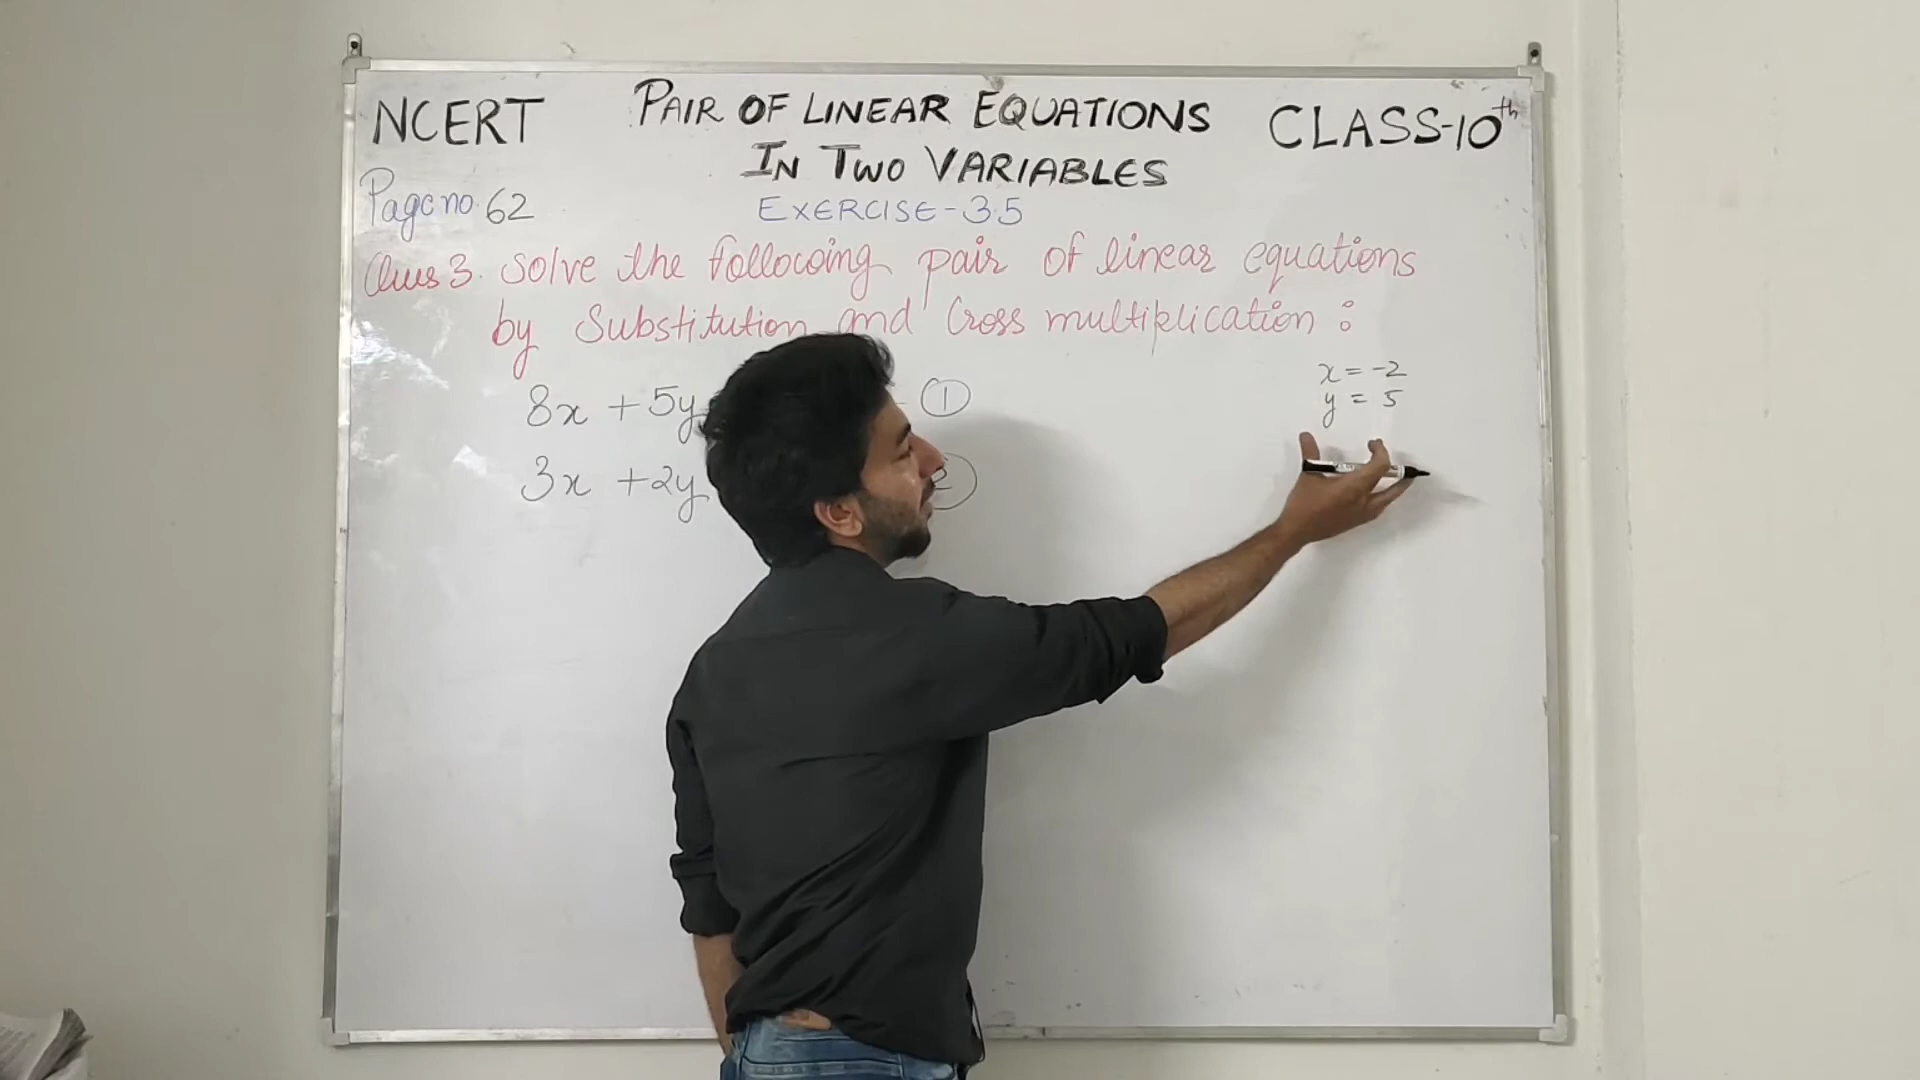 NCERT PAIR OF LINEAR EQUATIONS CLASS-10th
IN TWO VARIABLES
Page no. 62 EXERCISE-3.5
Ques 3. Solve the following pair of linear equations
by Substitution and Cross multiplication :
8x + 5y 1
3x + 2y 2
x = -2
y = 5